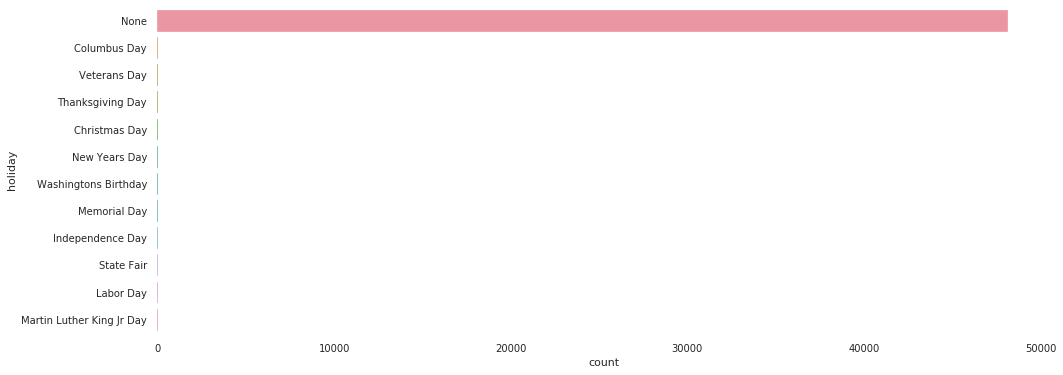 None
Columbus Day
Veterans Day
Thanksgiving Day
Christmas Day
New Years Day
Washingtons Birthday
Memorial Day
Independence Day
State Fair
Labor Day
Martin Luther King Jr Day
holiday
0 10000 20000 30000 40000 50000
count